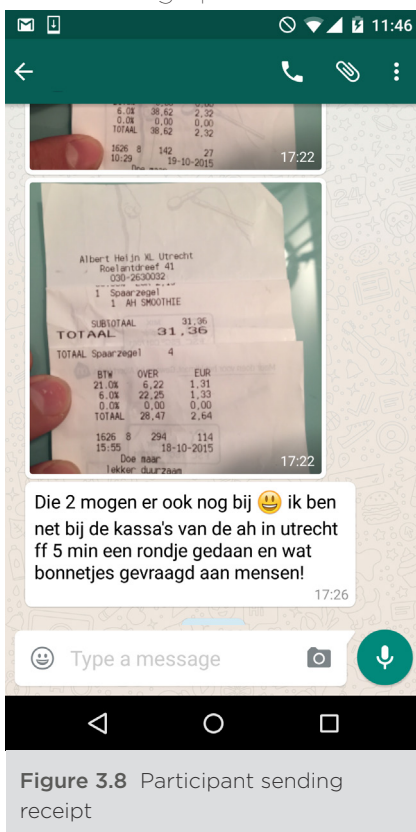 11:46
6.0% 38,62 2,32
0.0% 0,00 0,00
TOTAAL 38,62 2,32
1626 8 142 27
10:29 19-10-2015
17:22
Albert Heijn XL Utrecht
Roelantdreef 41
030-2630032
1 Spaarzegel
1 AH SMOOTHIE
SUBTOTAAL 31,36
TOTAAL 31,36
TOTAAL Spaarzegel 4
BTW OVER EUR
21.0% 6,22 1,31
6.0% 22,25 1,33
0.0% 0,00 0,00
TOTAAL 28,47 2,64
1626 8 294 114
15:55 18-10-2015
Doe maar
lekker duurzaam
17:22
Die 2 mogen er ook nog bij 😃 ik ben
net bij de kassa's van de ah in utrecht
ff 5 min een rondje gedaan en wat
bonnetjes gevraagd aan mensen!
17:26
Type a message
Figure 3.8 Participant sending
receipt